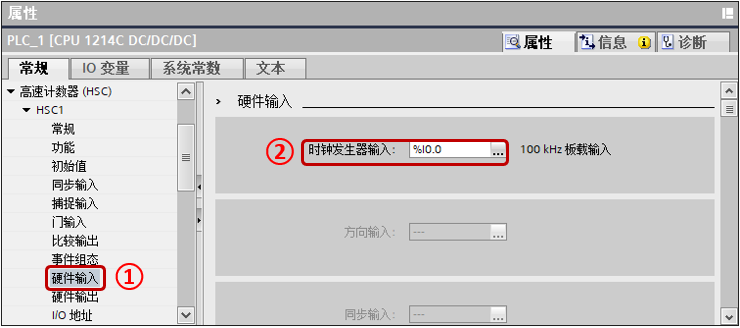 属性
PLC_1 [CPU 1214C DC/DC/DC]
属性 信息 诊断
常规 IO 变量 系统常数 文本
高速计数器 (HSC)
HSC1
常规
功能
初始值
同步输入
捕捉输入
门输入
比较输出
事件组态
硬件输入 ①
硬件输出
I/O 地址
硬件输入
② 时钟发生器输入: %I0.0 ... 100 kHz 板载输入
方向输入: --- ...
同步输入: --- ...